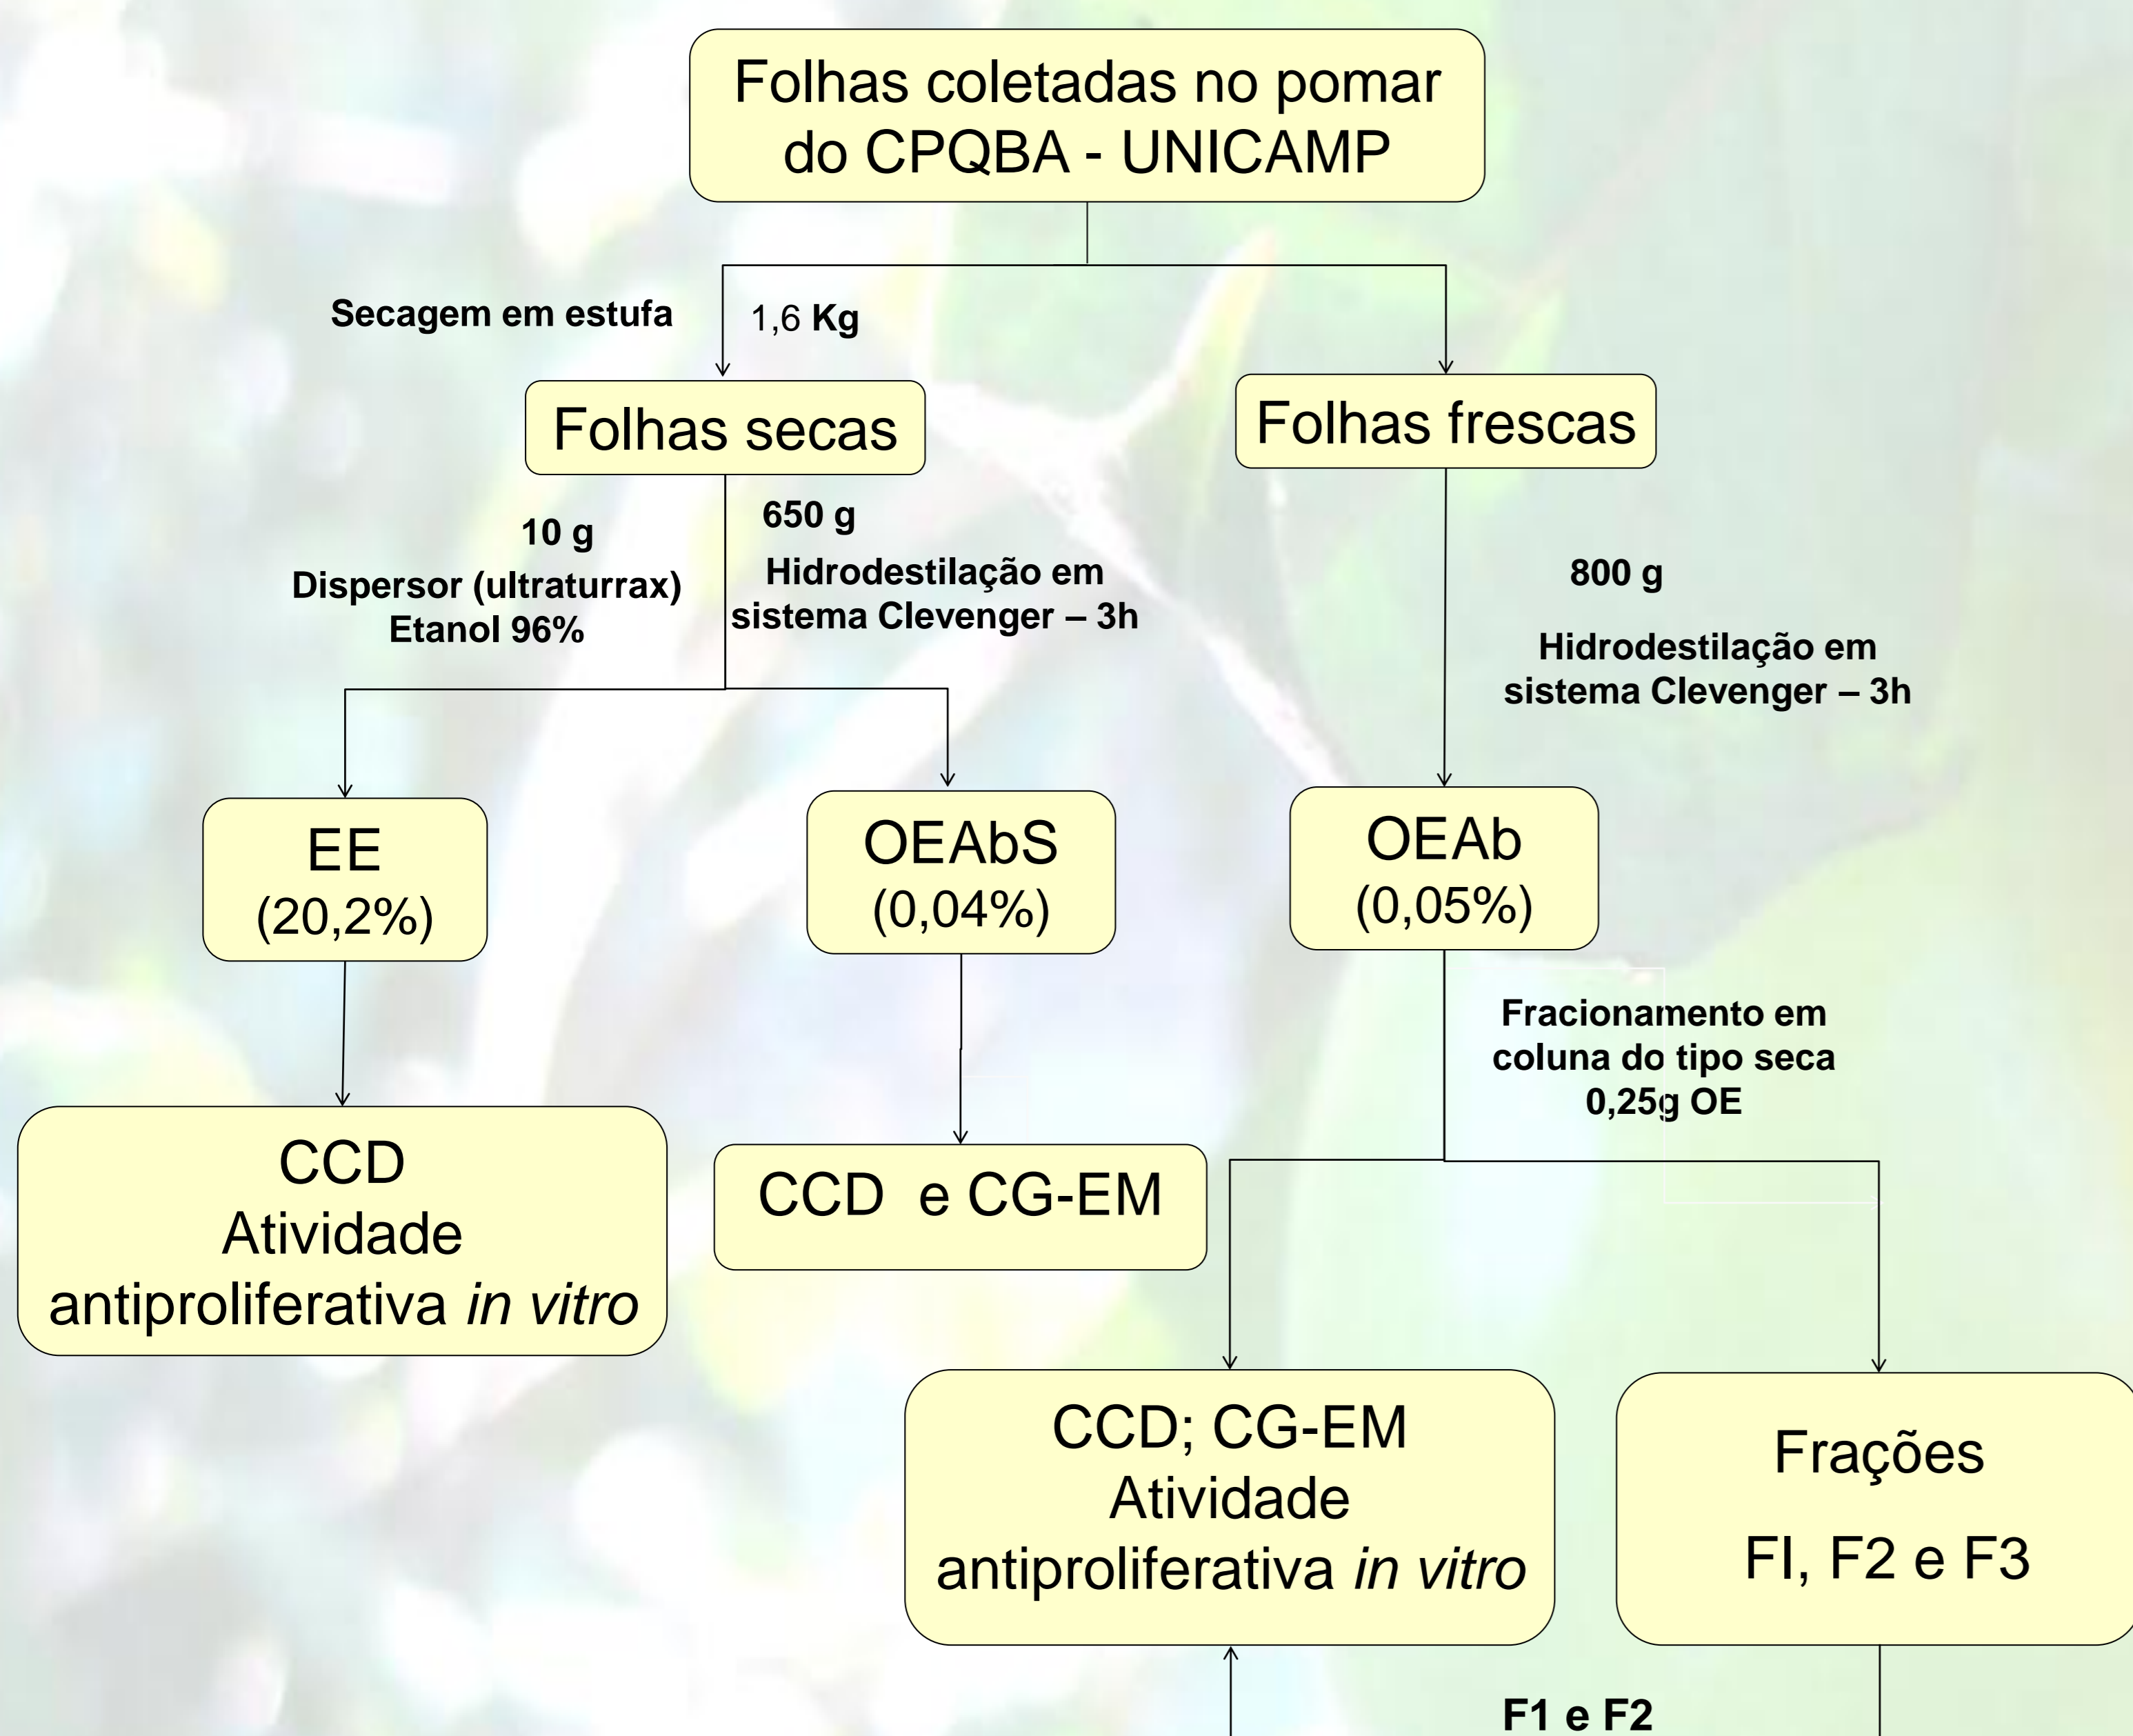 Folhas coletadas no pomar
do CPQBA - UNICAMP
Secagem em estufa
1,6 Kg
Folhas secas
Folhas frescas
10 g
Dispersor (ultraturrax)
Etanol 96%
650 g
Hidrodestilação em
sistema Clevenger – 3h
800 g
Hidrodestilação em
sistema Clevenger – 3h
EE
(20,2%)
OEAbS
(0,04%)
OEAb
(0,05%)
Fracionamento em
coluna do tipo seca
0,25g OE
CCD
Atividade
antiproliferativa in vitro
CCD e CG-EM
CCD; CG-EM
Atividade
antiproliferativa in vitro
Frações
FI, F2 e F3
F1 e F2